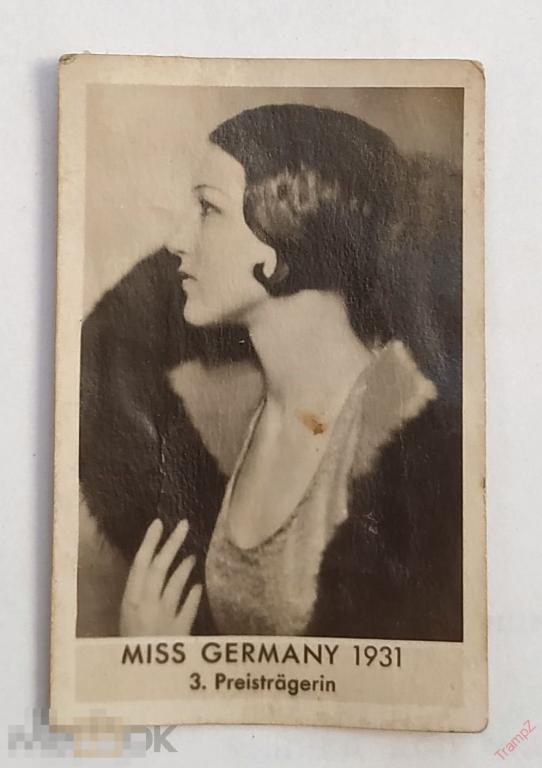 MISS GERMANY 1931
3. Preisträgerin
TrampZ